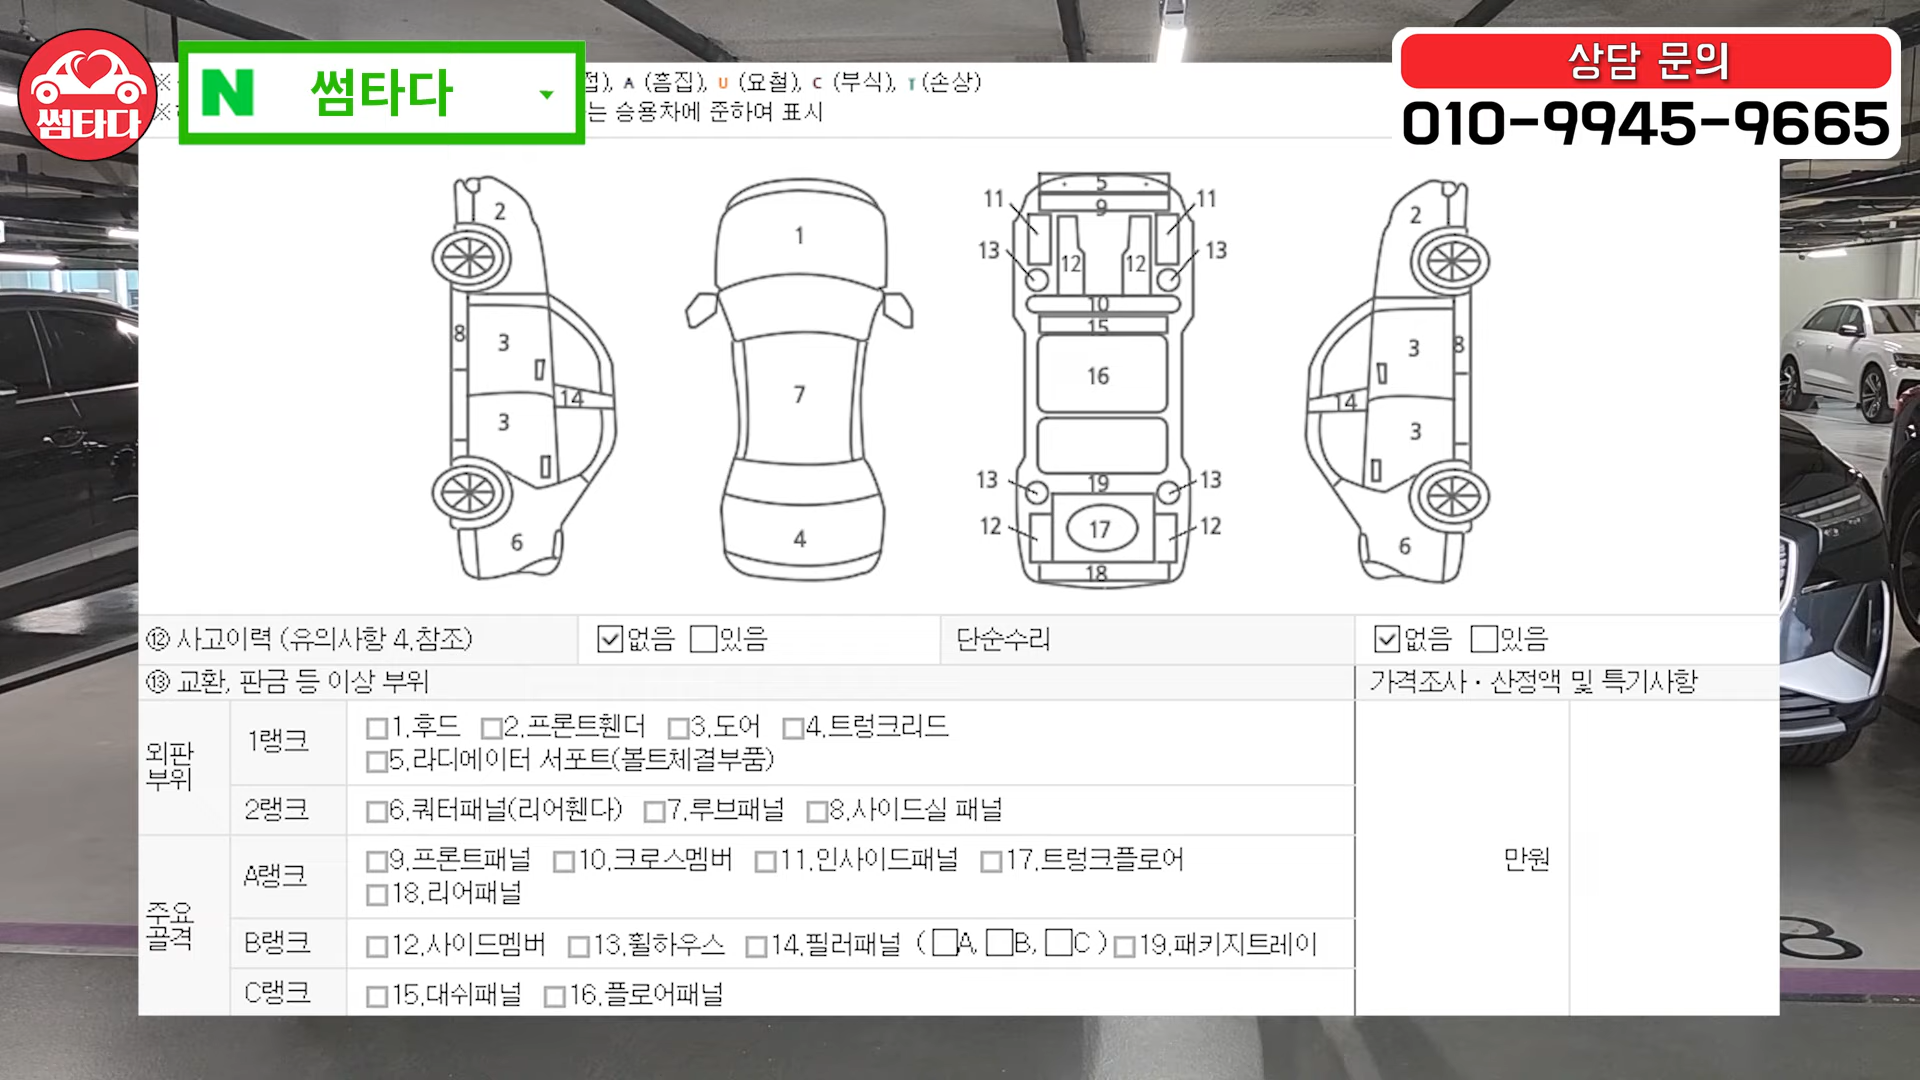 썸타다
N 썸타다
상담 문의
010-9945-9665
※
접), A (흠집), U (요철), C (부식), T (손상)
※
는 승용차에 준하여 표시
2
8
3
3
14
6
1
7
4
5
9
11
11
13
13
12
12
10
15
16
13
19
13
12
17
12
18
2
3
8
14
3
6
⑫ 사고이력 (유의사항 4.참조)
없음 있음
단순수리
없음 있음
⑬ 교환, 판금 등 이상 부위
가격조사·산정액 및 특기사항
외판
부위
1랭크
1.후드 2.프론트휀더 3.도어 4.트렁크리드
5.라디에이터 서포트(볼트체결부품)
2랭크
6.쿼터패널(리어휀다) 7.루브패널 8.사이드실 패널
주요
골격
A랭크
9.프론트패널 10.크로스멤버 11.인사이드패널 17.트렁크플로어
18.리어패널
만원
B랭크
12.사이드멤버 13.휠하우스 14.필러패널 ( A, B, C ) 19.패키지트레이
C랭크
15.대쉬패널 16.플로어패널
8